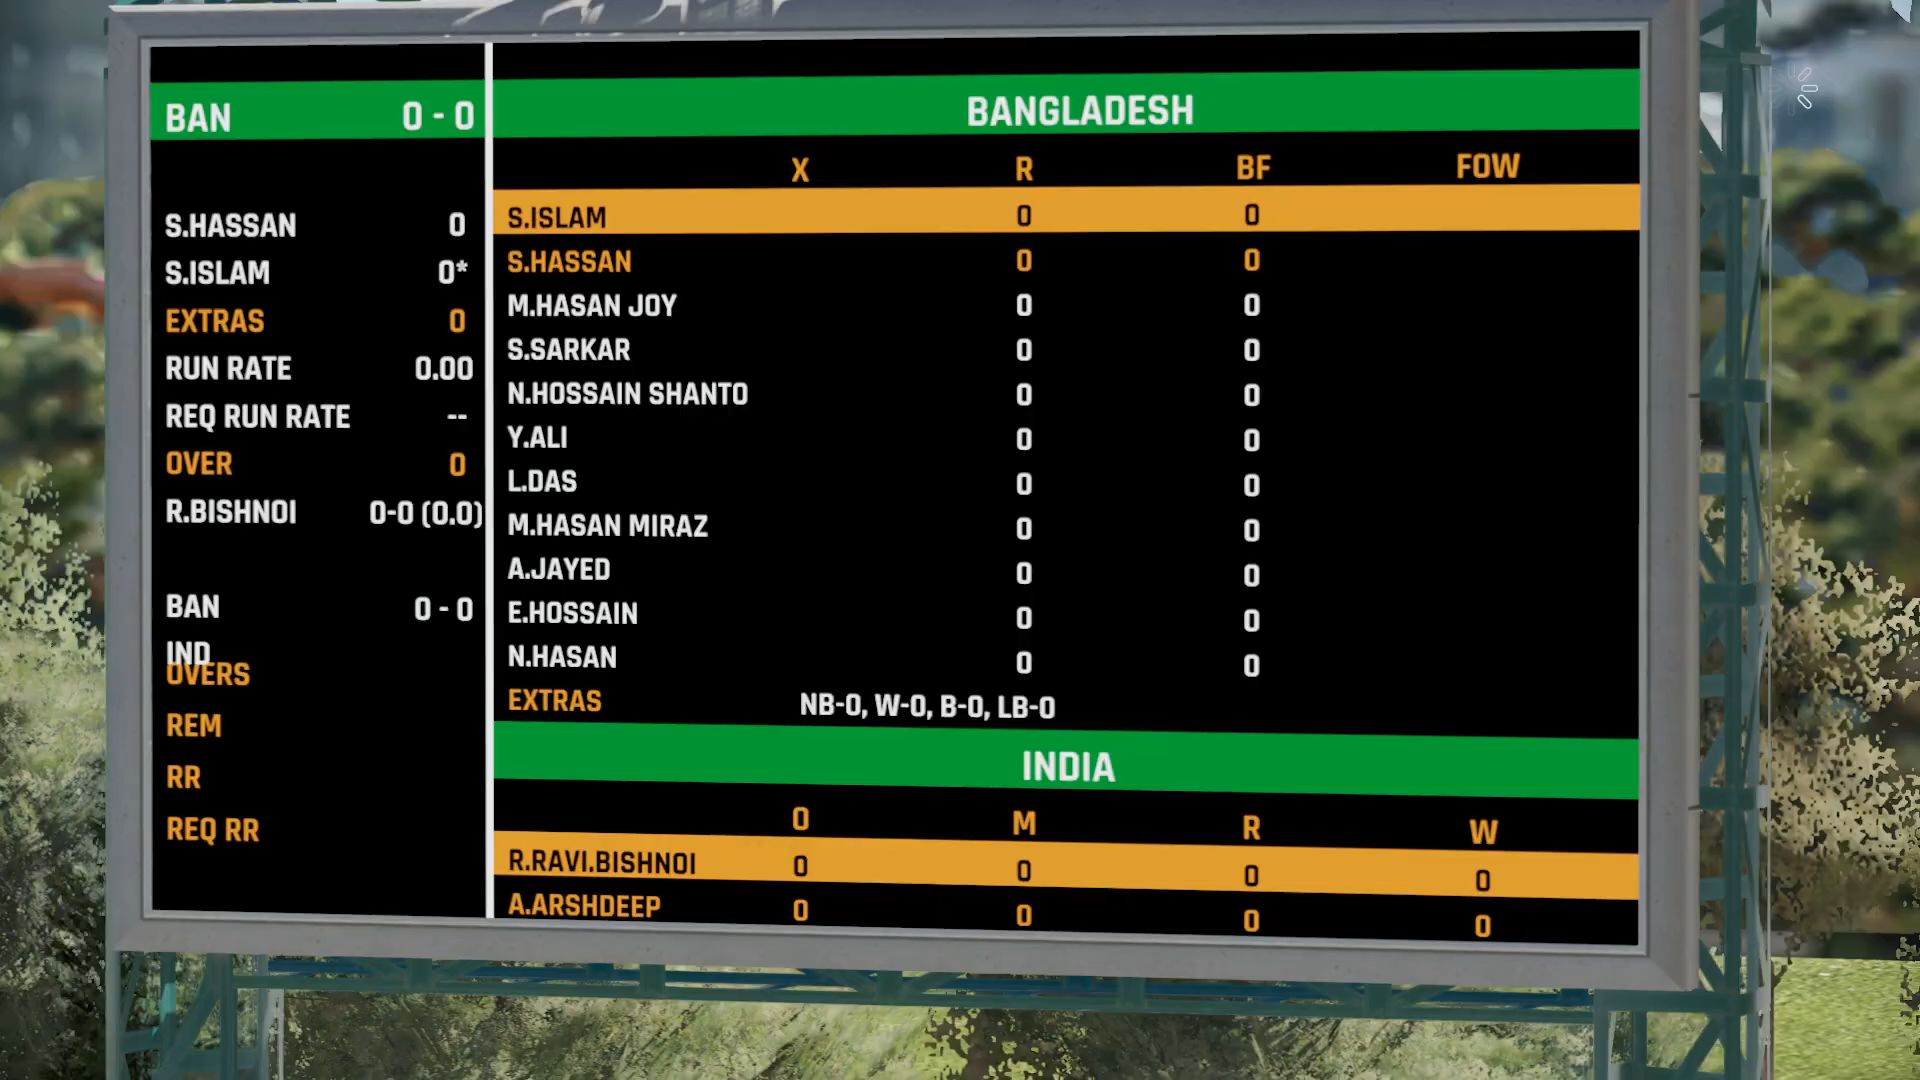 BAN 0 - 0
S.HASSAN 0
S.ISLAM 0*
EXTRAS 0
RUN RATE 0.00
REQ RUN RATE --
OVER 0
R.BISHNOI 0-0 (0.0)
BAN 0 - 0
IND
OVERS
REM
RR
REQ RR
BANGLADESH
X R BF FOW
S.ISLAM 0 0
S.HASSAN 0 0
M.HASAN JOY 0 0
S.SARKAR 0 0
N.HOSSAIN SHANTO 0 0
Y.ALI 0 0
L.DAS 0 0
M.HASAN MIRAZ 0 0
A.JAYED 0 0
E.HOSSAIN 0 0
N.HASAN 0 0
EXTRAS NB-0, W-0, B-0, LB-0
INDIA
O M R W
R.RAVI.BISHNOI 0 0 0 0
A.ARSHDEEP 0 0 0 0